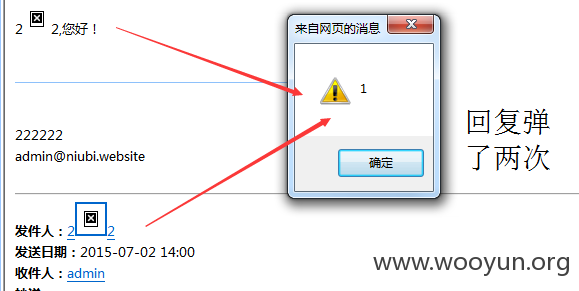 2 2,您好！
来自网页的消息
1
确定
回复弹
了两次
222222
admin@niubi.website
发件人：2 2
发送日期：2015-07-02 14:00
收件人：admin
www.wooyun.org